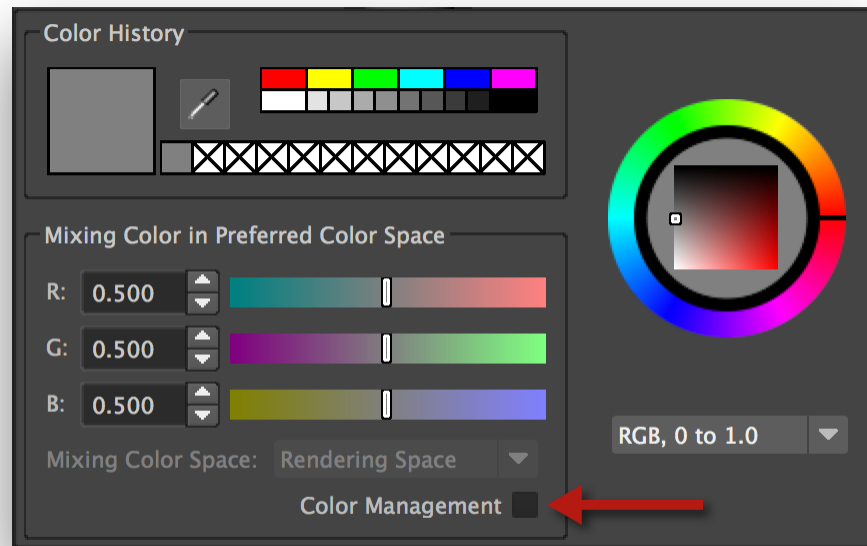 Color History
Mixing Color in Preferred Color Space
R: 0.500
G: 0.500
B: 0.500
RGB, 0 to 1.0
Mixing Color Space: Rendering Space
Color Management